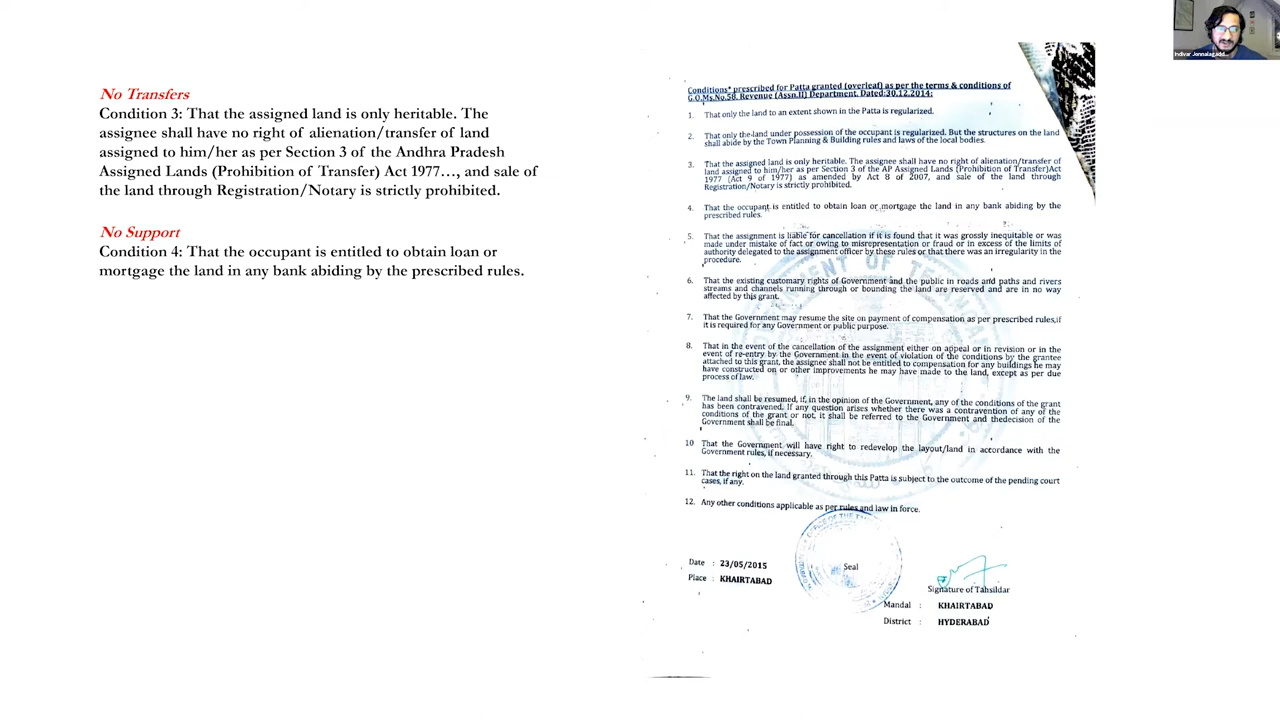 No Transfers
Condition 3: That the assigned land is only heritable. The
assignee shall have no right of alienation/transfer of land
assigned to him/her as per Section 3 of the Andhra Pradesh
Assigned Lands (Prohibition of Transfer) Act 1977…, and sale of
the land through Registration/Notary is strictly prohibited.
No Support
Condition 4: That the occupant is entitled to obtain loan or
mortgage the land in any bank abiding by the prescribed rules.
Conditions* prescribed for Patta granted (overleaf) as per the terms & conditions of
G.O.Ms.No.58, Revenue (Assn.II) Department, Dated:30.12.2014:
1. That only the land to an extent shown in the Patta is regularized.
2. That only the land under possession of the occupant is regularized. But the structures on the land
shall abide by the Town Planning & Building rules and laws of the local bodies.
3. That the assigned land is only heritable. The assignee shall have no right of alienation/transfer of
land assigned to him/her as per Section 3 of the AP Assigned Lands (Prohibition of Transfer)Act
1977 (Act 9 of 1977) as amended by Act 8 of 2007, and sale of the land through
Registration/Notary is strictly prohibited.
4. That the occupant is entitled to obtain loan or mortgage the land in any bank abiding by the
prescribed rules.
5. That the assignment is liable for cancellation if it is found that it was grossly inequitable or was
made under mistake of fact or owing to misrepresentation or fraud or in excess of the limits of
authority delegated to the assignment officer by these rules or that there was an irregularity in the
procedure.
6. That the existing customary rights of Government and the public in roads and paths and rivers
streams and channels running through or bounding the land are reserved and are in no way
affected by this grant.
7. That the Government may resume the site on payment of compensation as per prescribed rules,if
it is required for any Government or public purpose.
8. That in the event of the cancellation of the assignment either on appeal or in revision or in the
event of re-entry by the Government in the event of violation of the conditions by the grantee
attached to this grant, the assignee shall not be entitled to compensation for any buildings he may
have constructed on or other improvements he may have made to the land, except as per due
process of law.
9. The land shall be resumed, if, in the opinion of the Government, any of the conditions of the grant
has been contravened. If any question arises whether there was a contravention of any of the
conditions of the grant or not, it shall be referred to the Government and thedecision of the
Government shall be final.
10 That the Government will have right to redevelop the layout/land in accordance with the
Government rules, if necessary.
11. That the right on the land granted through this Patta is subject to the outcome of the pending court
cases, if any.
12. Any other conditions applicable as per rules and law in force.
Date : 23/05/2015
Place : KHAIRTABAD
Seal
Signature of Tahsildar
Mandal : KHAIRTABAD
District : HYDERABAD
GOVERNMENT OF
Indivar Jonnalagadd...